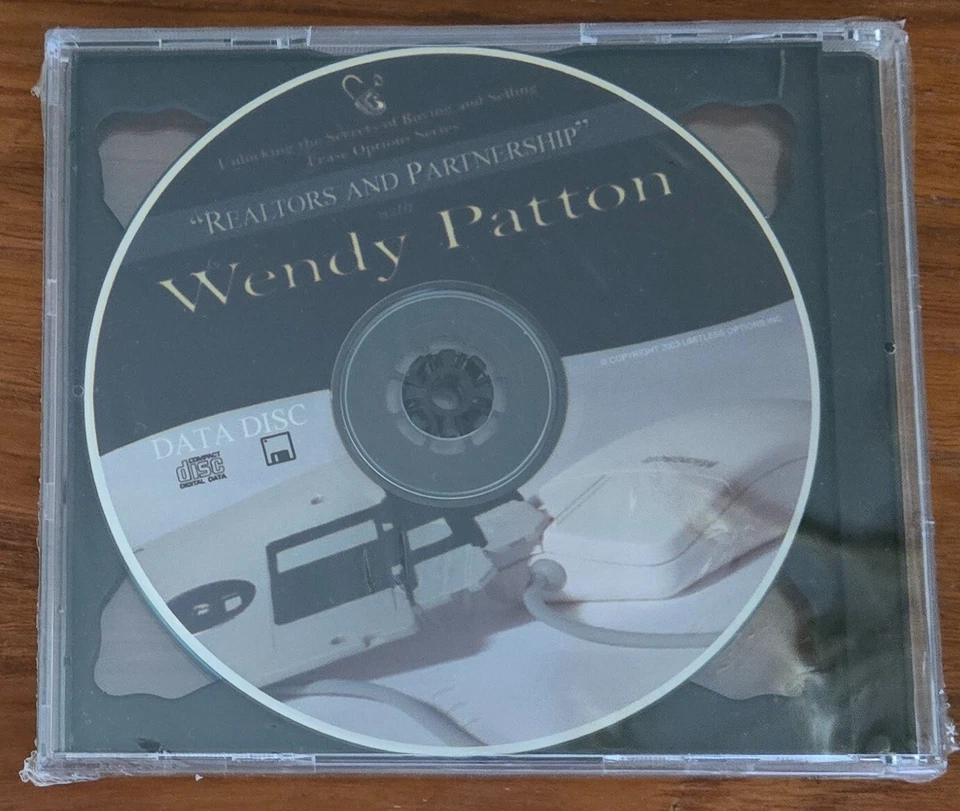 Unlocking the Secrets of Buying and Selling
Lease Options Series
“REALTORS AND PARTNERSHIP”
with
Wendy Patton
© COPYRIGHT 2003 LIMITLESS OPTIONS INC
DATA DISC
COMPACT
disc
DIGITAL DATA